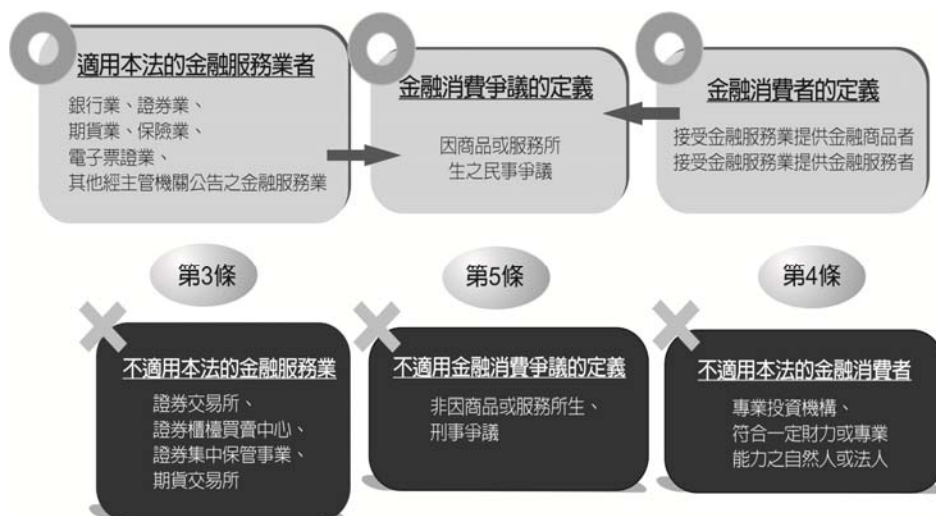 適用本法的金融服務業者
銀行業、證券業、
期貨業、保險業、
電子票證業、
其他經主管機關公告之金融服務業
金融消費爭議的定義
因商品或服務所
生之民事爭議
金融消費者的定義
接受金融服務業提供金融商品者
接受金融服務業提供金融服務者
第3條
第5條
第4條
不適用本法的金融服務業
證券交易所、
證券櫃檯買賣中心、
證券集中保管事業、
期貨交易所
不適用金融消費爭議的定義
非因商品或服務所生、
刑事爭議
不適用本法的金融消費者
專業投資機構、
符合一定財力或專業
能力之自然人或法人